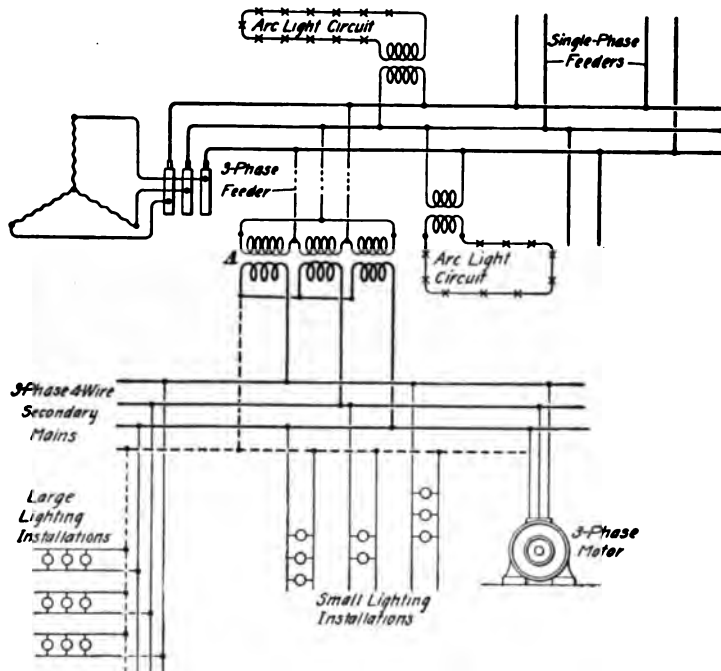 Arc Light Circuit
Single-Phase
Feeders
3-Phase
Feeder
A
Arc Light
Circuit
3-Phase 4-Wire
Secondary
Mains
Large
Lighting
Installations
Small Lighting
Installations
3-Phase
Motor